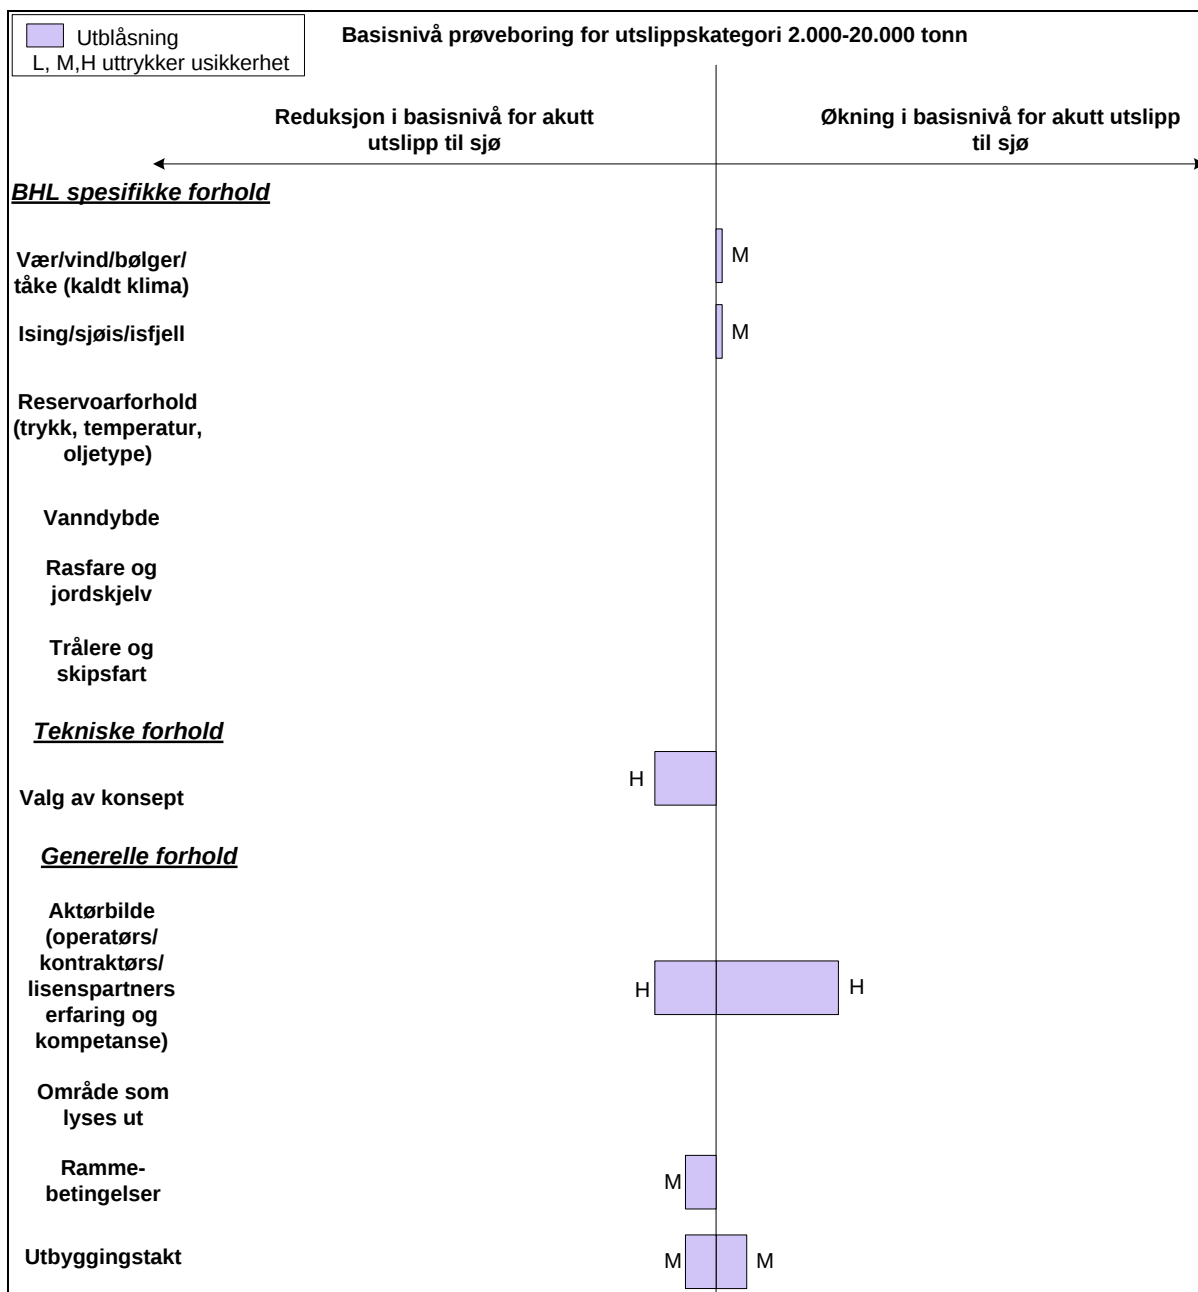 Utblåsning
L, M,H uttrykker usikkerhet
Basisnivå prøveboring for utslippskategori 2.000-20.000 tonn
Reduksjon i basisnivå for akutt
utslipp til sjø
Økning i basisnivå for akutt utslipp
til sjø
BHL spesifikke forhold
Vær/vind/bølger/
tåke (kaldt klima)
M
Ising/sjøis/isfjell
M
Reservoarforhold
(trykk, temperatur,
oljetype)
Vanndybde
Rasfare og
jordskjelv
Trålere og
skipsfart
Tekniske forhold
Valg av konsept
H
Generelle forhold
Aktørbilde
(operatørs/
kontraktørs/
lisenspartners
erfaring og
kompetanse)
H
H
Område som
lyses ut
Ramme-
betingelser
M
Utbyggingstakt
M
M